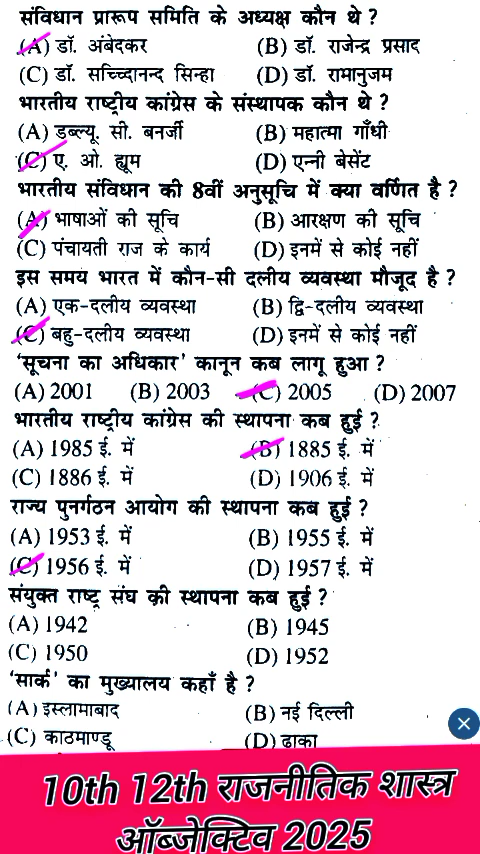 संविधान प्रारूप समिति के अध्यक्ष कौन थे ?
(A) डॉ. अंबेदकर (B) डॉ. राजेन्द्र प्रसाद
(C) डॉ. सच्च्दिानन्द सिन्हा (D) डॉ. रामानुजम
भारतीय राष्ट्रीय कांग्रेस के संस्थापक कौन थे ?
(A) डब्ल्यू. सी. बनर्जी (B) महात्मा गाँधी
(C) ए. ओ. ह्यूम (D) एन्नी बेसेंट
भारतीय संविधान की 8वीं अनुसूचि में क्या वर्णित है ?
(A) भाषाओं की सूचि (B) आरक्षण की सूचि
(C) पंचायती राज के कार्य (D) इनमें से कोई नहीं
इस समय भारत में कौन-सी दलीय व्यवस्था मौजूद है ?
(A) एक-दलीय व्यवस्था (B) द्वि-दलीय व्यवस्था
(C) बहु-दलीय व्यवस्था (D) इनमें से कोई नहीं
'सूचना का अधिकार' कानून कब लागू हुआ ?
(A) 2001 (B) 2003 (C) 2005 (D) 2007
भारतीय राष्ट्रीय कांग्रेस की स्थापना कब हुई ?
(A) 1985 ई. में (B) 1885 ई. में
(C) 1886 ई. में (D) 1906 ई. में
राज्य पुनर्गठन आयोग की स्थापना कब हुई ?
(A) 1953 ई. में (B) 1955 ई. में
(C) 1956 ई. में (D) 1957 ई. में
संयुक्त राष्ट्र संघ की स्थापना कब हुई ?
(A) 1942 (B) 1945
(C) 1950 (D) 1952
'सार्क' का मुख्यालय कहाँ है ?
(A) इस्लामाबाद (B) नई दिल्ली
(C) काठमाण्डू (D) ढाका
10th 12th राजनीतिक शास्त्र
ऑब्जेक्टिव 2025